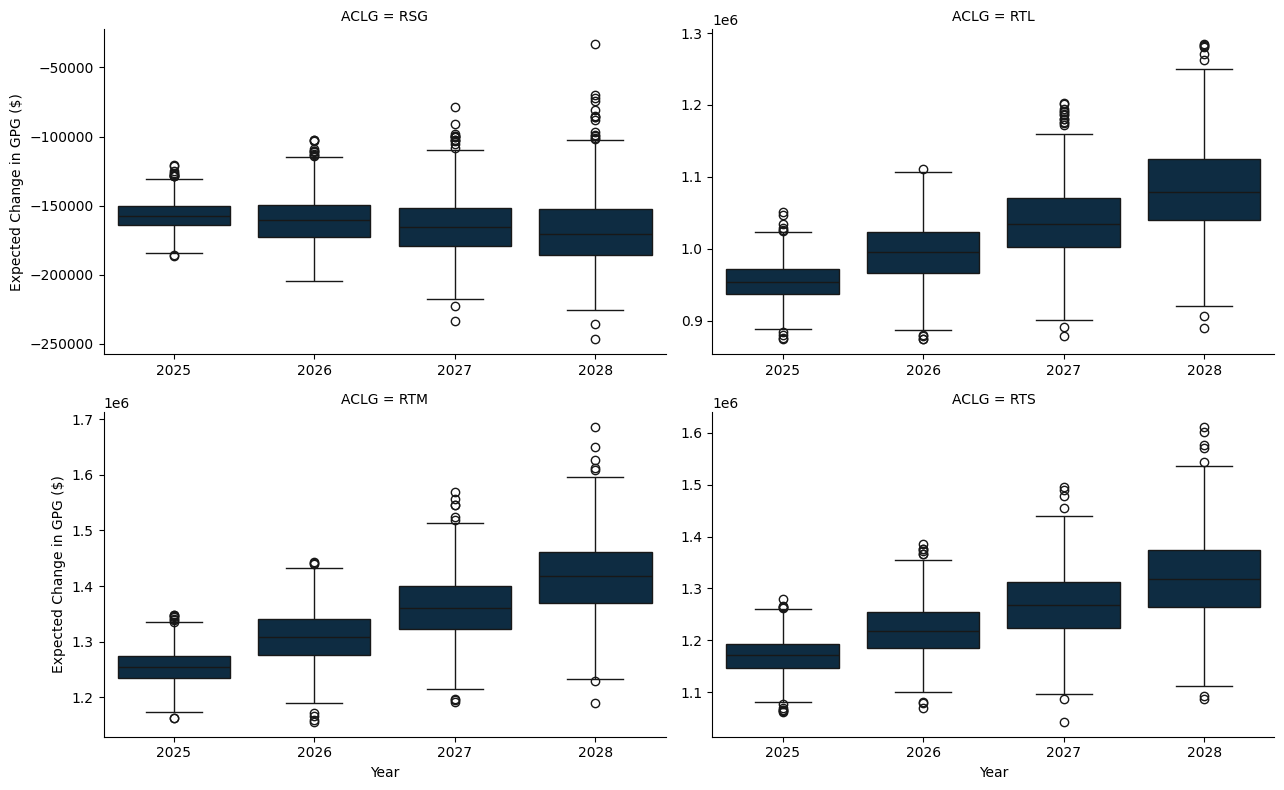 ACLG = RSG
Expected Change in GPG ($)
−50000
−100000
−150000
−200000
−250000
2025 2026 2027 2028
ACLG = RTL
1e6
1.3
1.2
1.1
1.0
0.9
2025 2026 2027 2028
ACLG = RTM
1e6
Expected Change in GPG ($)
1.7
1.6
1.5
1.4
1.3
1.2
2025 2026 2027 2028
Year
ACLG = RTS
1e6
1.6
1.5
1.4
1.3
1.2
1.1
2025 2026 2027 2028
Year